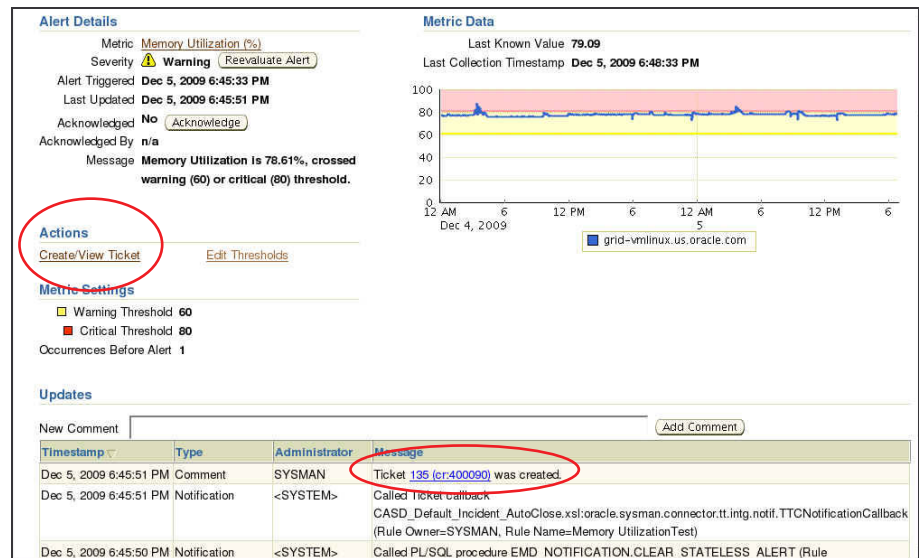 Alert Details
Metric Memory Utilization (%)
Severity Warning Reevaluate Alert
Alert Triggered Dec 5, 2009 6:45:33 PM
Last Updated Dec 5, 2009 6:45:51 PM
Acknowledged No Acknowledge
Acknowledged By n/a
Message Memory Utilization is 78.61%, crossed
warning (60) or critical (80) threshold.
Metric Data
Last Known Value 79.09
Last Collection Timestamp Dec 5, 2009 6:48:33 PM
100
80
60
40
20
0
12 AM 6 12 PM 6 12 AM 6 12 PM 6
Dec 4, 2009 5
grid-vmlinux.us.oracle.com
Actions
Create/View Ticket Edit Thresholds
Metric Settings
Warning Threshold 60
Critical Threshold 80
Occurrences Before Alert 1
Updates
New Comment Add Comment
Timestamp Type Administrator Message
Dec 5, 2009 6:45:51 PM Comment SYSMAN Ticket 135 (cr:400090) was created.
Dec 5, 2009 6:45:51 PM Notification <SYSTEM> Called Ticket callback
CASD_Default_Incident_AutoClose.xsl:oracle.sysman.connector.tt.intg.notif.TTCNotificationCallback
(Rule Owner=SYSMAN, Rule Name=Memory UtilizationTest)
Dec 5, 2009 6:45:50 PM Notification <SYSTEM> Called PL/SQL procedure EMD_NOTIFICATION.CLEAR_STATELESS_ALERT (Rule